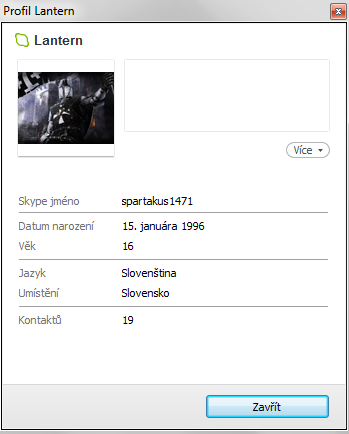 Profil Lantern
Lantern
Více
Skype jméno spartakus1471
Datum narození 15. januára 1996
Věk 16
Jazyk Slovenština
Umístění Slovensko
Kontaktů 19
Zavřít